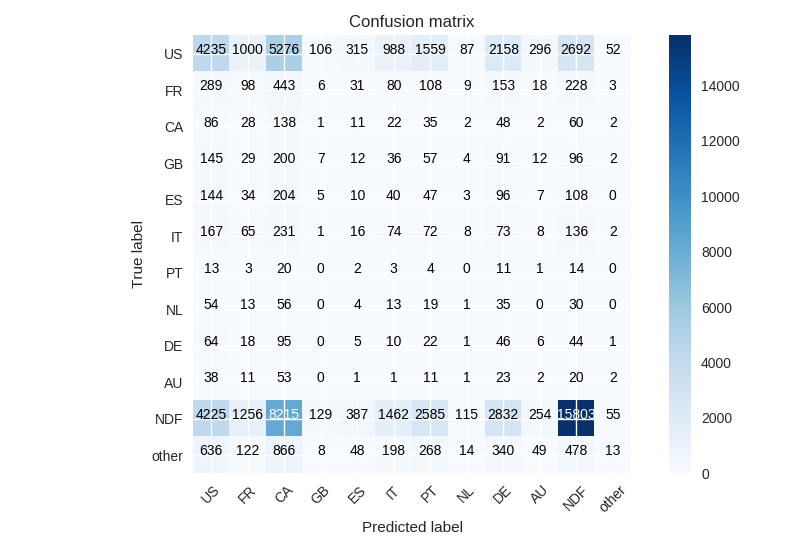 Confusion matrix
US 4235 1000 5276 106 315 988 1559 87 2158 296 2692 52
FR 289 98 443 6 31 80 108 9 153 18 228 3
CA 86 28 138 1 11 22 35 2 48 2 60 2
GB 145 29 200 7 12 36 57 4 91 12 96 2
ES 144 34 204 5 10 40 47 3 96 7 108 0
IT 167 65 231 1 16 74 72 8 73 8 136 2
PT 13 3 20 0 2 3 4 0 11 1 14 0
NL 54 13 56 0 4 13 19 1 35 0 30 0
DE 64 18 95 0 5 10 22 1 46 6 44 1
AU 38 11 53 0 1 1 11 1 23 2 20 2
NDF 4225 1256 8215 129 387 1462 2585 115 2832 254 15803 55
other 636 122 866 8 48 198 268 14 340 49 478 13
US FR CA GB ES IT PT NL DE AU NDF other
Predicted label
True label
14000
12000
10000
8000
6000
4000
2000
0